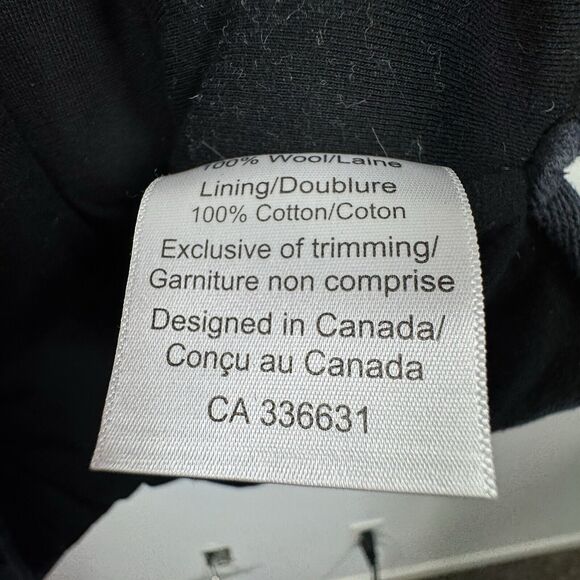 100% Wool/Laine
Lining/Doublure
100% Cotton/Coton
Exclusive of trimming/
Garniture non comprise
Designed in Canada/
Conçu au Canada
CA 336631